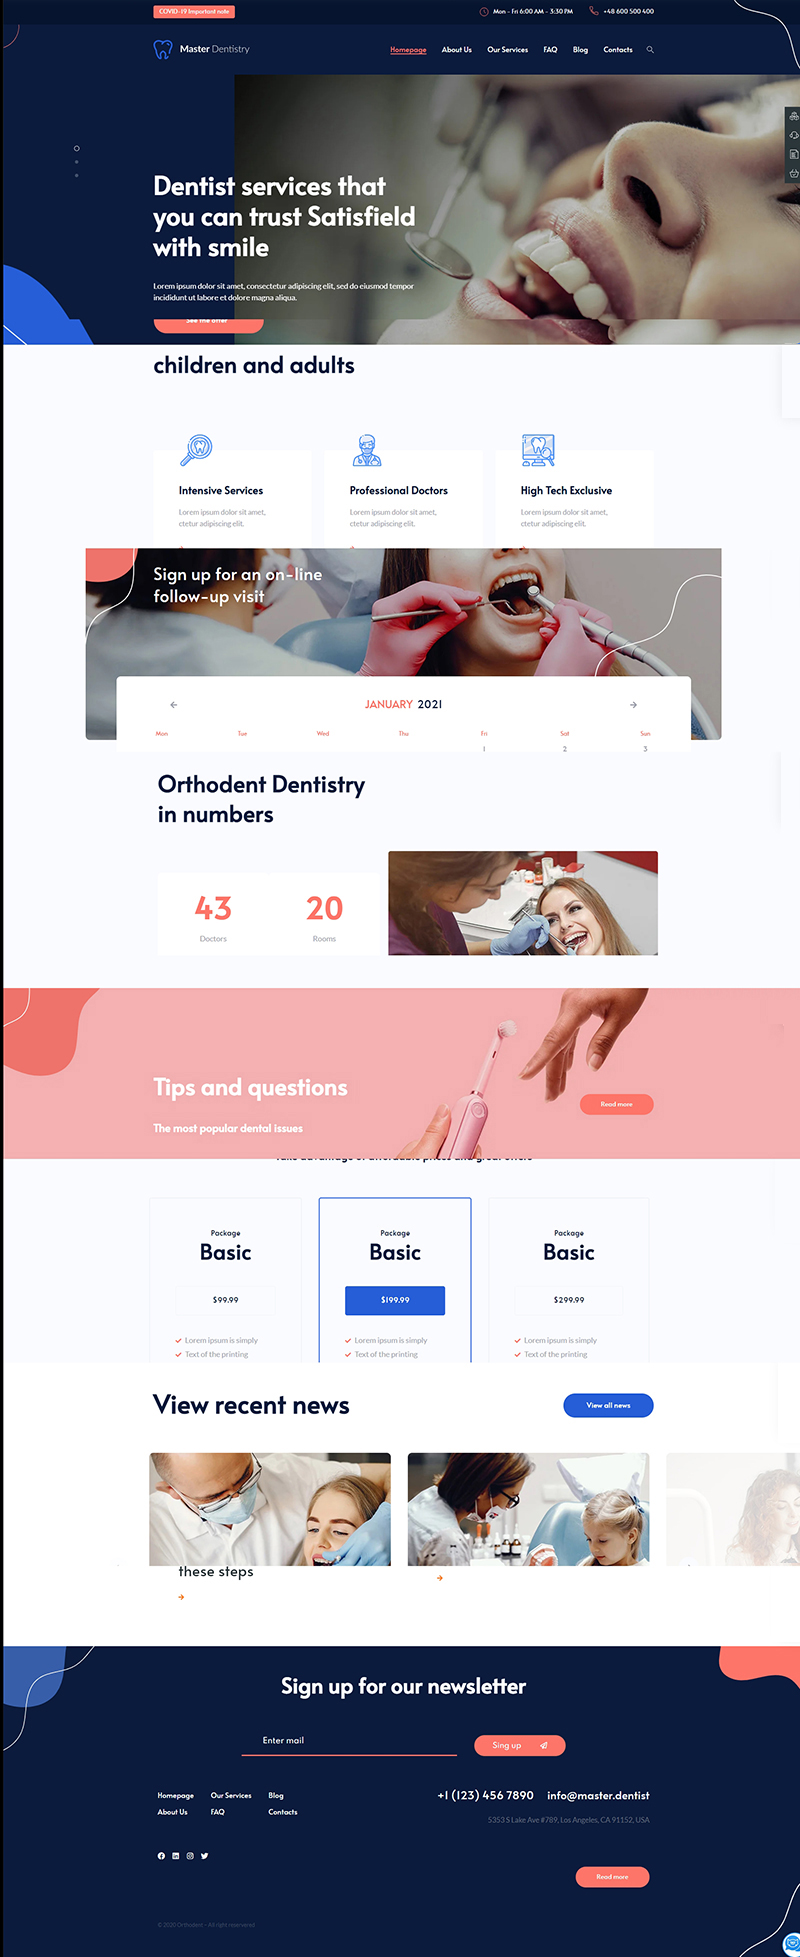 COVID-19 Important note
Mon - Fri 6:00 AM - 3:30 PM
+48 600 500 400
Master Dentistry
Homepage
About Us
Our Services
FAQ
Blog
Contacts
Dentist services that
you can trust Satisfield
with smile
Lorem ipsum dolor sit amet, consectetur adipiscing elit, sed do eiusmod tempor
incididunt ut labore et dolore magna aliqua.
See the offer
children and adults
Intensive Services
Lorem ipsum dolor sit amet,
ctetur adipiscing elit.
Professional Doctors
Lorem ipsum dolor sit amet,
ctetur adipiscing elit.
High Tech Exclusive
Lorem ipsum dolor sit amet,
ctetur adipiscing elit.
Sign up for an on-line
follow-up visit
JANUARY 2021
Mon
Tue
Wed
Thu
Fri
Sat
Sun
1
2
3
Orthodent Dentistry
in numbers
43
Doctors
20
Rooms
Tips and questions
The most popular dental issues
Read more
Take advantage of affordable prices and great offers
Package
Basic
$99.99
Lorem ipsum is simply
Text of the printing
Package
Basic
$199.99
Lorem ipsum is simply
Text of the printing
Package
Basic
$299.99
Lorem ipsum is simply
Text of the printing
View recent news
View all news
these steps
Sign up for our newsletter
Enter mail
Sing up
Homepage
Our Services
Blog
About Us
FAQ
Contacts
+1 (123) 456 7890
info@master.dentist
5353 S Lake Ave #789, Los Angeles, CA 91152, USA
Read more
© 2020 Orthodent - All right reservered